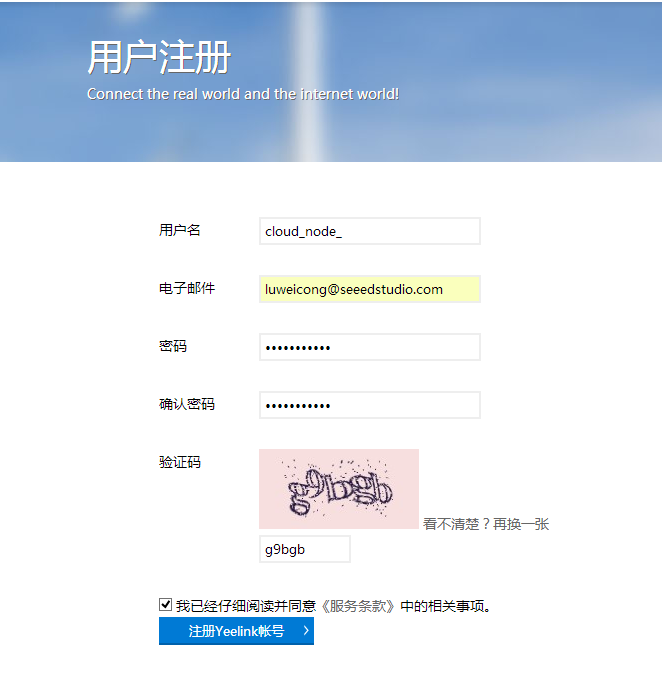 用户注册
Connect the real world and the internet world!
用户名
cloud_node_
电子邮件
luweicong@seeedstudio.com
密码
•••••••••••
确认密码
•••••••••••
验证码
g9bgb
看不清楚？再换一张
g9bgb
我已经仔细阅读并同意《服务条款》中的相关事项。
注册Yeelink帐号